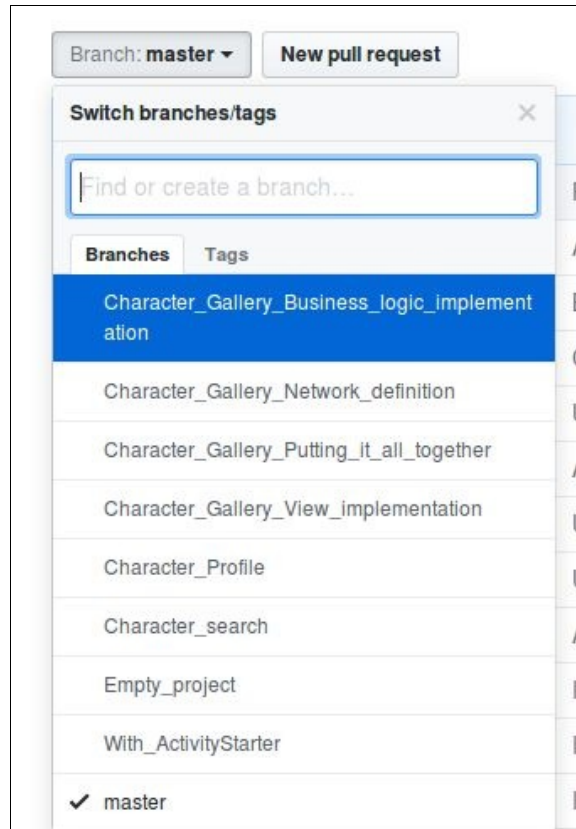 Branch: master New pull request
Switch branches/tags ×
Find or create a branch…
Branches Tags
Character_Gallery_Business_logic_implement
ation
Character_Gallery_Network_definition
Character_Gallery_Putting_it_all_together
Character_Gallery_View_implementation
Character_Profile
Character_search
Empty_project
With_ActivityStarter
master